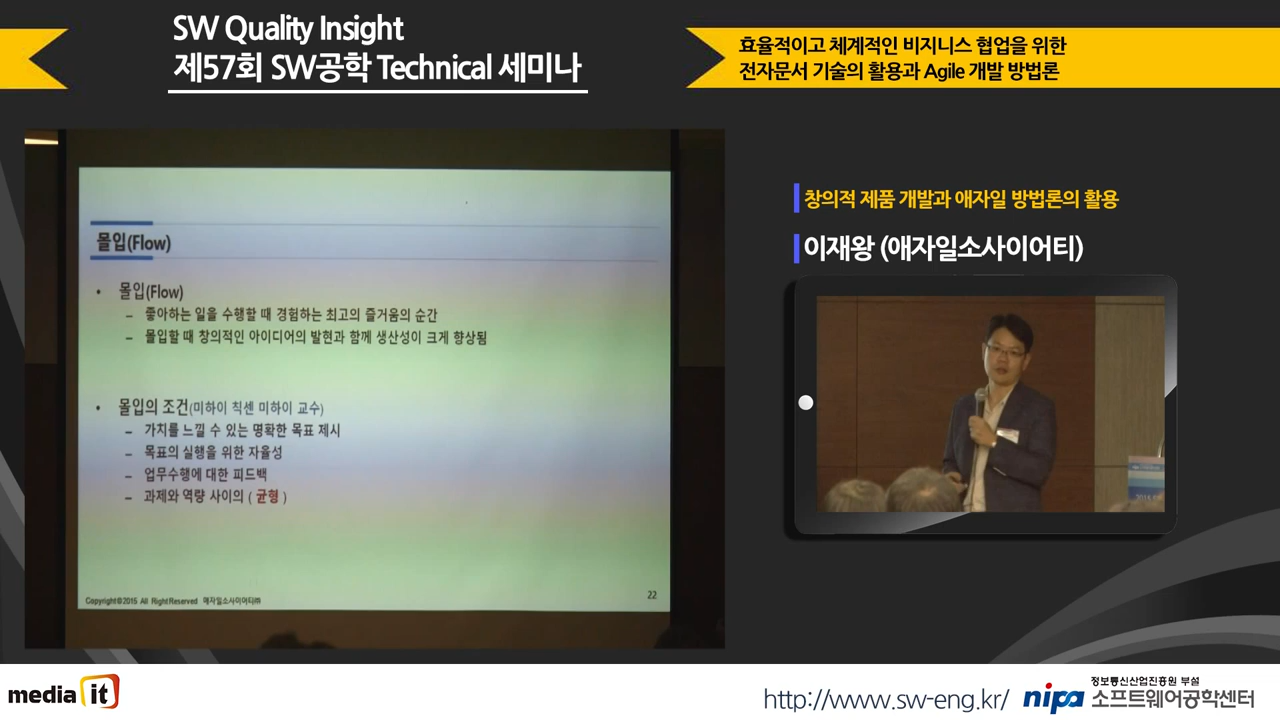 SW Quality Insight
제57회 SW공학 Technical 세미나
효율적이고 체계적인 비지니스 협업을 위한
전자문서 기술의 활용과 Agile 개발 방법론
몰입(Flow)
• 몰입(Flow)
– 좋아하는 일을 수행할 때 경험하는 최고의 즐거움의 순간
– 몰입할 때 창의적인 아이디어의 발현과 함께 생산성이 크게 향상됨
• 몰입의 조건(미하이 칙센 미하이 교수)
– 가치를 느낄 수 있는 명확한 목표 제시
– 목표의 실행을 위한 자율성
– 업무수행에 대한 피드백
– 과제와 역량 사이의 ( 균형 )
Copyright©2015 All Right Reserved 애자일소사이어티㈜
22
창의적 제품 개발과 애자일 방법론의 활용
이재왕 (애자일소사이어티)
media it
http://www.sw-eng.kr/
nipa
정보통신산업진흥원 부설
소프트웨어공학센터